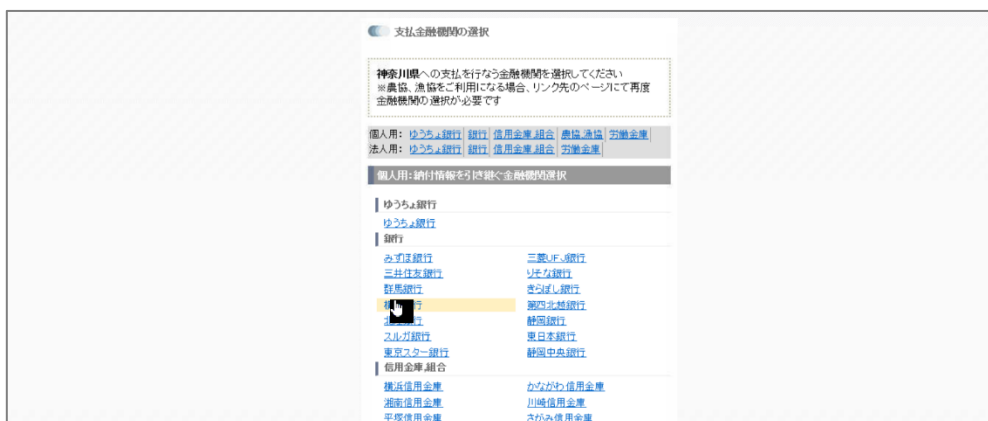 支払金融機関の選択
神奈川県への支払を行なう金融機関を選択してください
※農協、漁協をご利用になる場合、リンク先のページにて再度
金融機関の選択が必要です
個人用: ゆうちょ銀行 銀行 信用金庫,組合 農協,漁協 労働金庫
法人用: ゆうちょ銀行 銀行 信用金庫,組合 労働金庫
個人用:納付情報を引き継ぐ金融機関選択
ゆうちょ銀行
ゆうちょ銀行
銀行
みずほ銀行 三菱UFJ銀行
三井住友銀行 りそな銀行
群馬銀行 きらぼし銀行
第四北越銀行
静岡銀行
スルガ銀行 東日本銀行
東京スター銀行 静岡中央銀行
信用金庫,組合
横浜信用金庫 かながわ信用金庫
湘南信用金庫 川崎信用金庫
平塚信用金庫 さがみ信用金庫